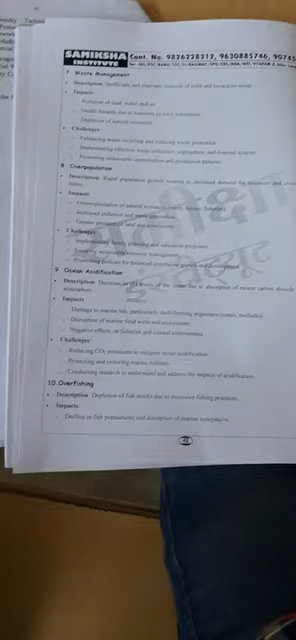 SAMIKSHA INSTITUTE Cont. No. 9826228312, 9630885746, 90745
7 Waste Management
• Description: Inefficient and improper disposal of solid and hazardous waste.
• Impacts
Pollution of land, water, and air.
Health hazards due to exposure to toxic substances.
Depletion of natural resources.
• Challenges
Enhancing waste recycling and reducing waste generation.
Implementing effective waste collection, segregation, and disposal systems.
Promoting sustainable consumption and production patterns.
8 Overpopulation
• Description: Rapid population growth leading to increased demand for resources and
• Impacts
Overexploitation of natural resources
Increased pollution and waste generation.
Greater pressure on land and
• Challenges
Implementing family planning and education programs.
Ensuring sustainable resource management.
Promoting policies for balanced population growth and development.
9 Ocean Acidification
• Description: Decrease in pH levels of the ocean due to absorption of excess carbon dioxide
atmosphere.
• Impacts
Damage to marine life, particularly shell-forming organisms (corals, mollusks).
Disruption of marine food webs and ecosystems.
Negative effects on fisheries and coastal communities.
• Challenges:
Reducing CO₂ emissions to mitigate ocean acidification.
Protecting and restoring marine habitats.
Conducting research to understand and address the impacts of acidification.
10 Overfishing
• Description: Depletion of fish stocks due to excessive fishing practices.
• Impacts:
Decline in fish populations and disruption of marine ecosystems.